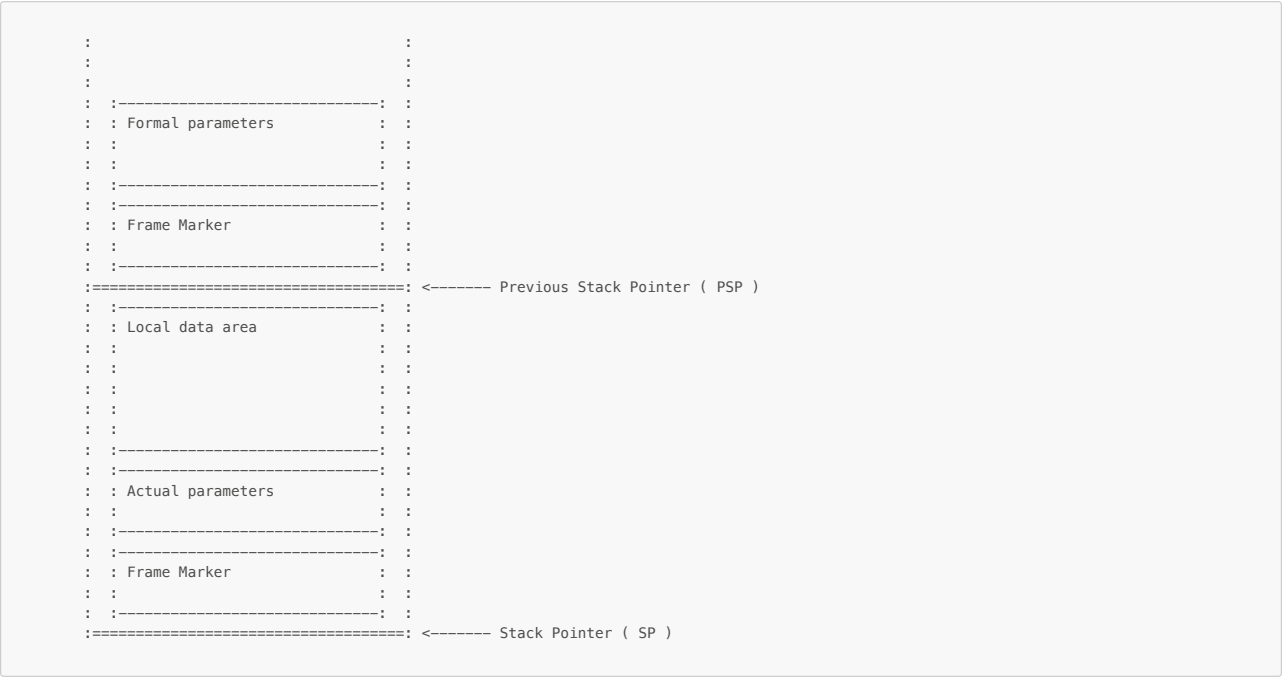 :                                     :
:                                     :
:                                     :
:  :------------------------------:  :
:  : Formal parameters            :  :
:  :                              :  :
:  :                              :  :
:  :------------------------------:  :
:  :------------------------------:  :
:  : Frame Marker                 :  :
:  :                              :  :
:  :------------------------------:  :
:====================================: <------- Previous Stack Pointer ( PSP )
:  :------------------------------:  :
:  : Local data area              :  :
:  :                              :  :
:  :                              :  :
:  :                              :  :
:  :                              :  :
:  :                              :  :
:  :------------------------------:  :
:  :------------------------------:  :
:  : Actual parameters            :  :
:  :                              :  :
:  :------------------------------:  :
:  :------------------------------:  :
:  : Frame Marker                 :  :
:  :                              :  :
:  :------------------------------:  :
:====================================: <------- Stack Pointer ( SP )